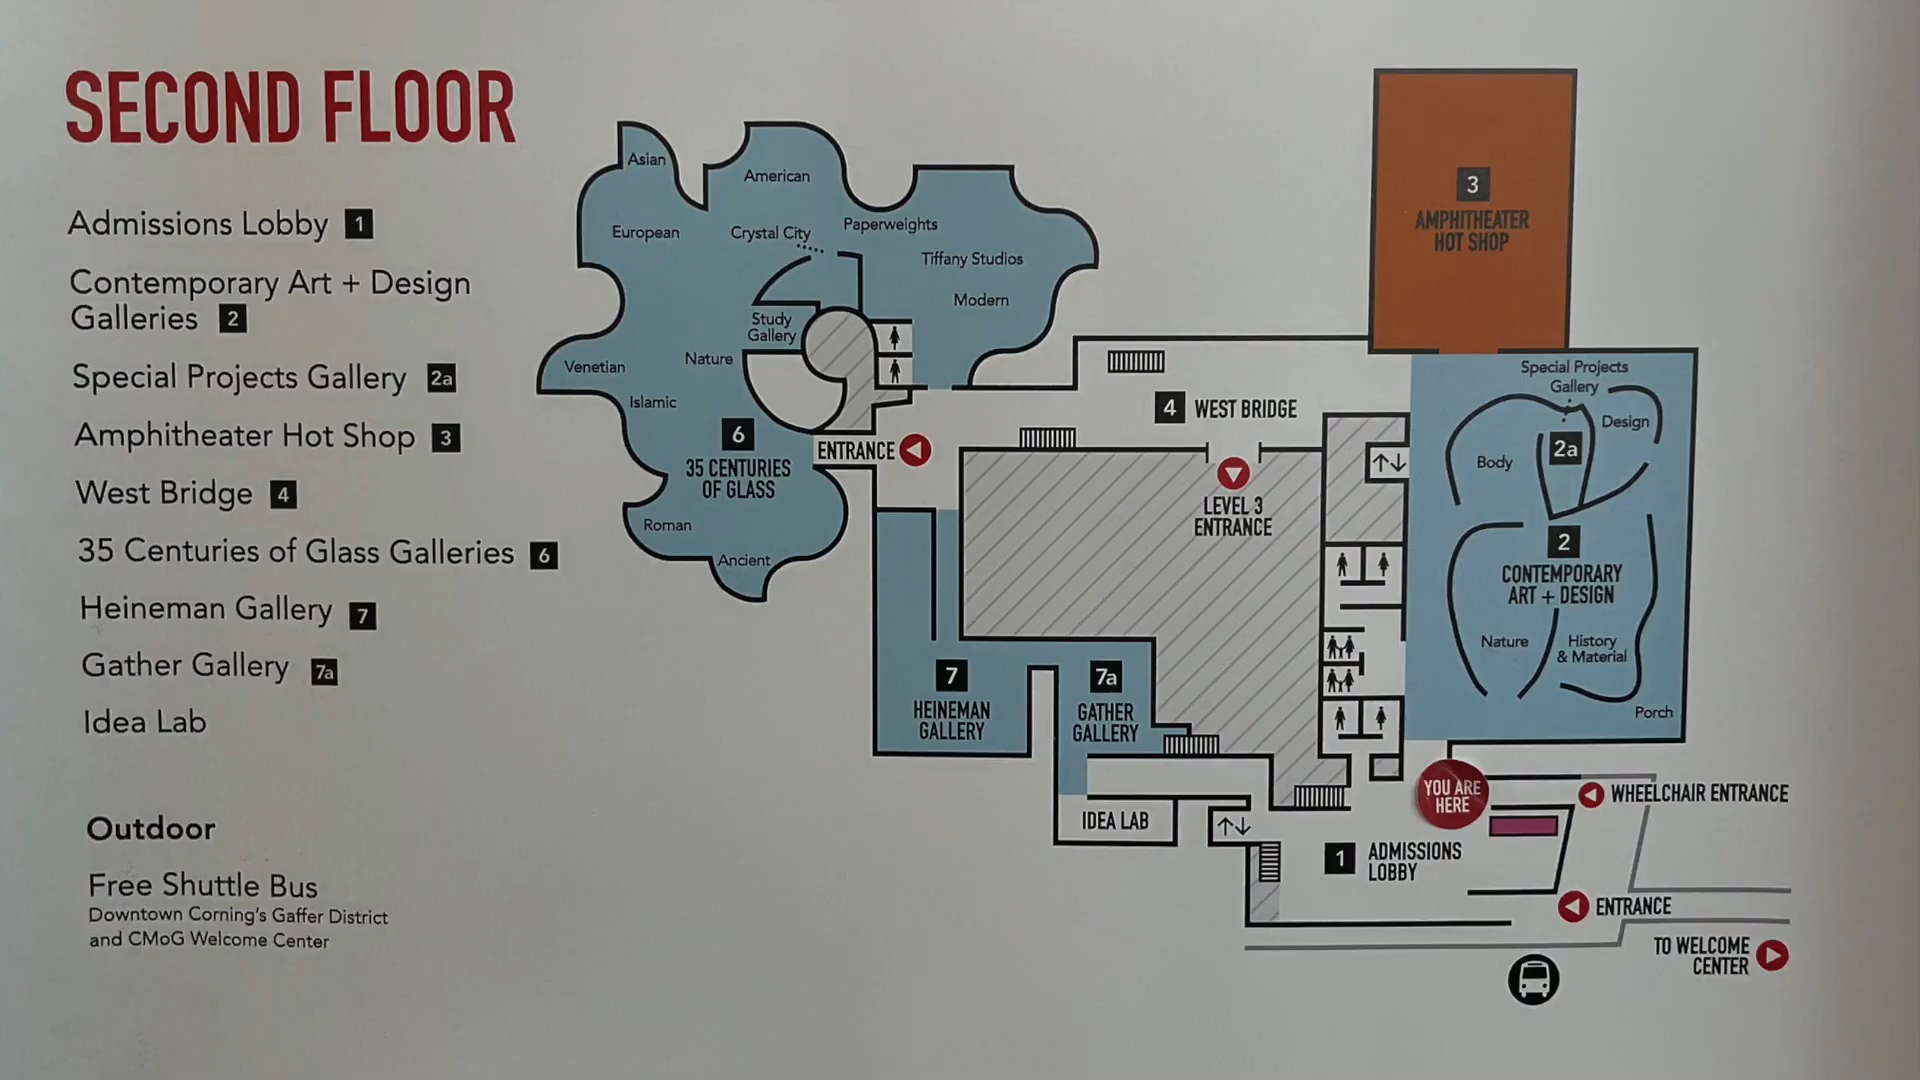 SECOND FLOOR
Admissions Lobby 1
Contemporary Art + Design
Galleries 2
Special Projects Gallery 2a
Amphitheater Hot Shop 3
West Bridge 4
35 Centuries of Glass Galleries 6
Heineman Gallery 7
Gather Gallery 7a
Idea Lab
Outdoor
Free Shuttle Bus
Downtown Corning's Gaffer District
and CMoG Welcome Center
Asian
American
European
Crystal City
Paperweights
Tiffany Studios
Modern
Study
Gallery
Nature
Venetian
Islamic
6
35 CENTURIES
OF GLASS
Roman
Ancient
ENTRANCE
3
AMPHITHEATER
HOT SHOP
4 WEST BRIDGE
LEVEL 3
ENTRANCE
Special Projects
Gallery
Design
2a
Body
2
CONTEMPORARY
ART + DESIGN
Nature
History
& Material
Porch
7
HEINEMAN
GALLERY
7a
GATHER
GALLERY
IDEA LAB
YOU ARE
HERE
WHEELCHAIR ENTRANCE
1 ADMISSIONS
LOBBY
ENTRANCE
TO WELCOME
CENTER